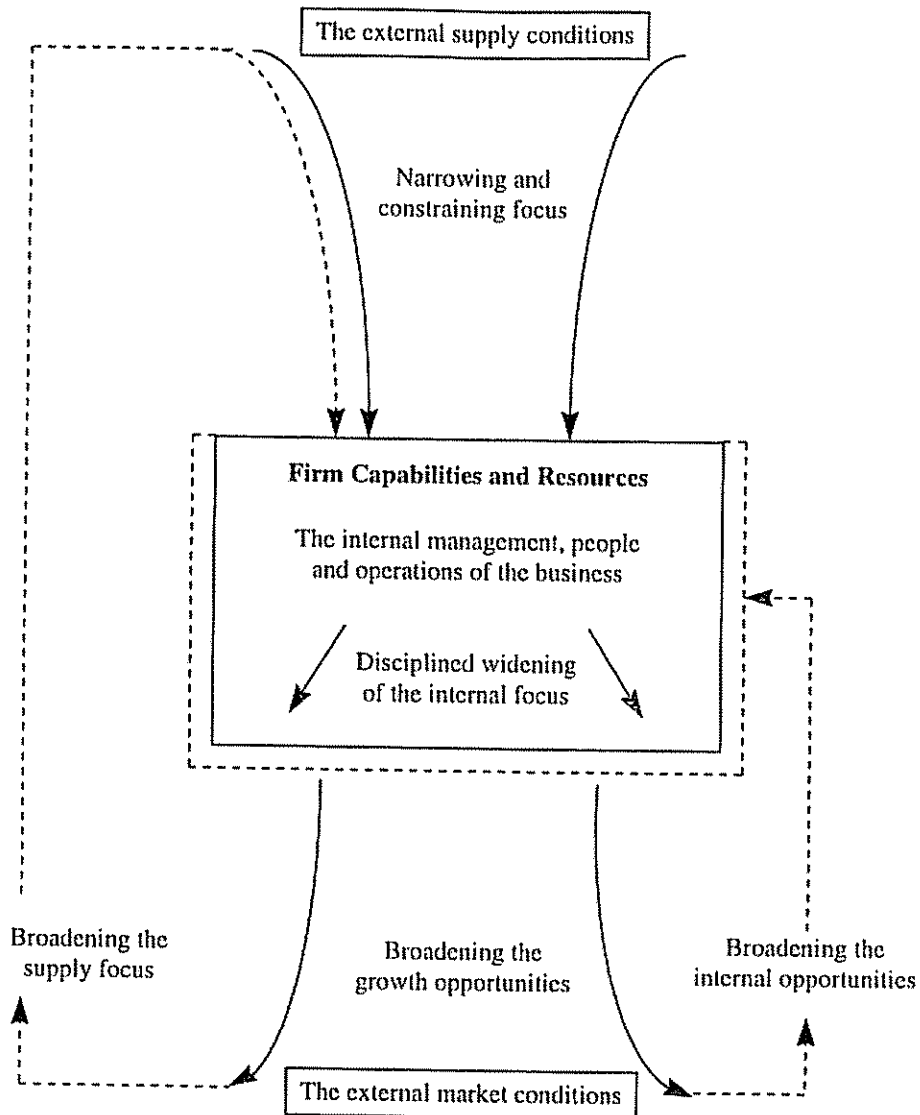 The external supply conditions
Narrowing and
constraining focus
Firm Capabilities and Resources
The internal management, people
and operations of the business
Disciplined widening
of the internal focus
Broadening the
supply focus
Broadening the
growth opportunities
Broadening the
internal opportunities
The external market conditions